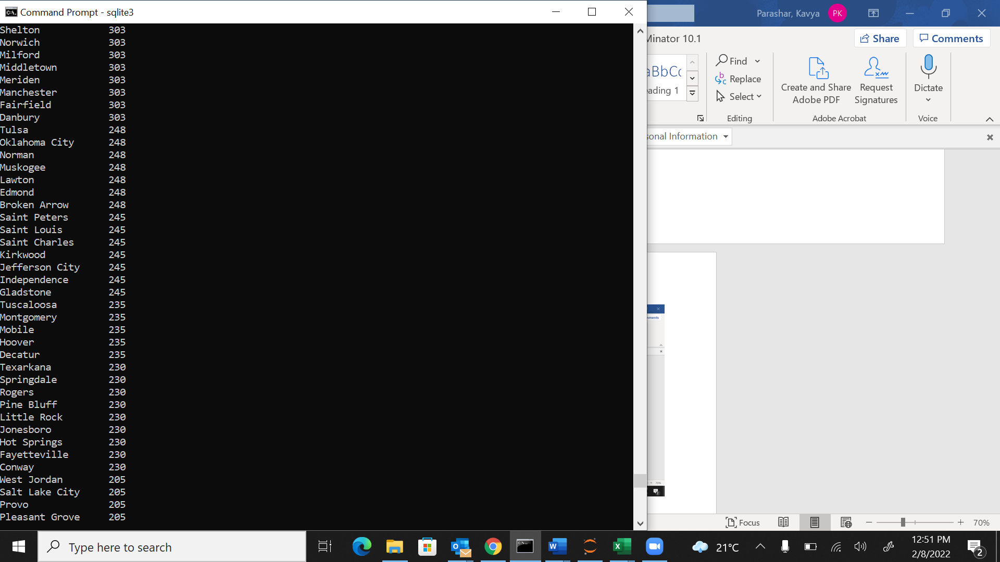 Command Prompt - sqlite3
Shelton 303
Norwich 303
Milford 303
Middletown 303
Meriden 303
Manchester 303
Fairfield 303
Danbury 303
Tulsa 248
Oklahoma City 248
Norman 248
Muskogee 248
Lawton 248
Edmond 248
Broken Arrow 248
Saint Peters 245
Saint Louis 245
Saint Charles 245
Kirkwood 245
Jefferson City 245
Independence 245
Gladstone 245
Tuscaloosa 235
Montgomery 235
Mobile 235
Hoover 235
Decatur 235
Texarkana 230
Springdale 230
Rogers 230
Pine Bluff 230
Little Rock 230
Jonesboro 230
Hot Springs 230
Fayetteville 230
Conway 230
West Jordan 205
Salt Lake City 205
Provo 205
Pleasant Grove 205
Parashar, Kavya PK
Minator 10.1
Share
Comments
aBbCc
eading 1
Find
Replace
Select
Editing
Create and Share
Adobe PDF
Request
Signatures
Adobe Acrobat
Dictate
Voice
sonal Information
mments
70%
Focus
70%
Type here to search
21°C
12:51 PM
2/8/2022
2